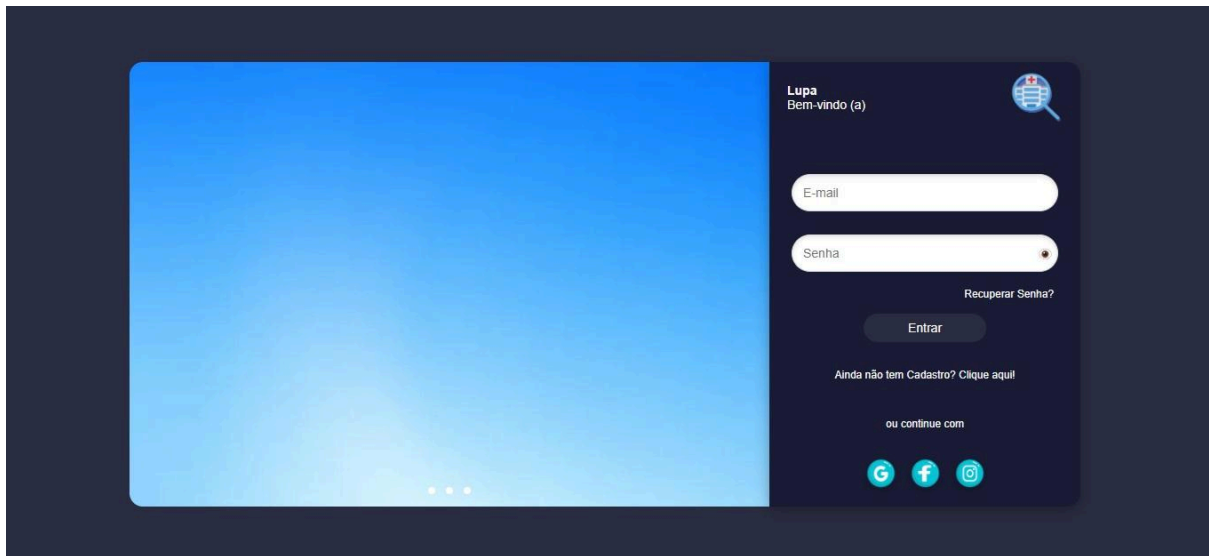 Lupa
Bem-vindo (a)
E-mail
Senha
Recuperar Senha?
Entrar
Ainda não tem Cadastro? Clique aqui!
ou continue com